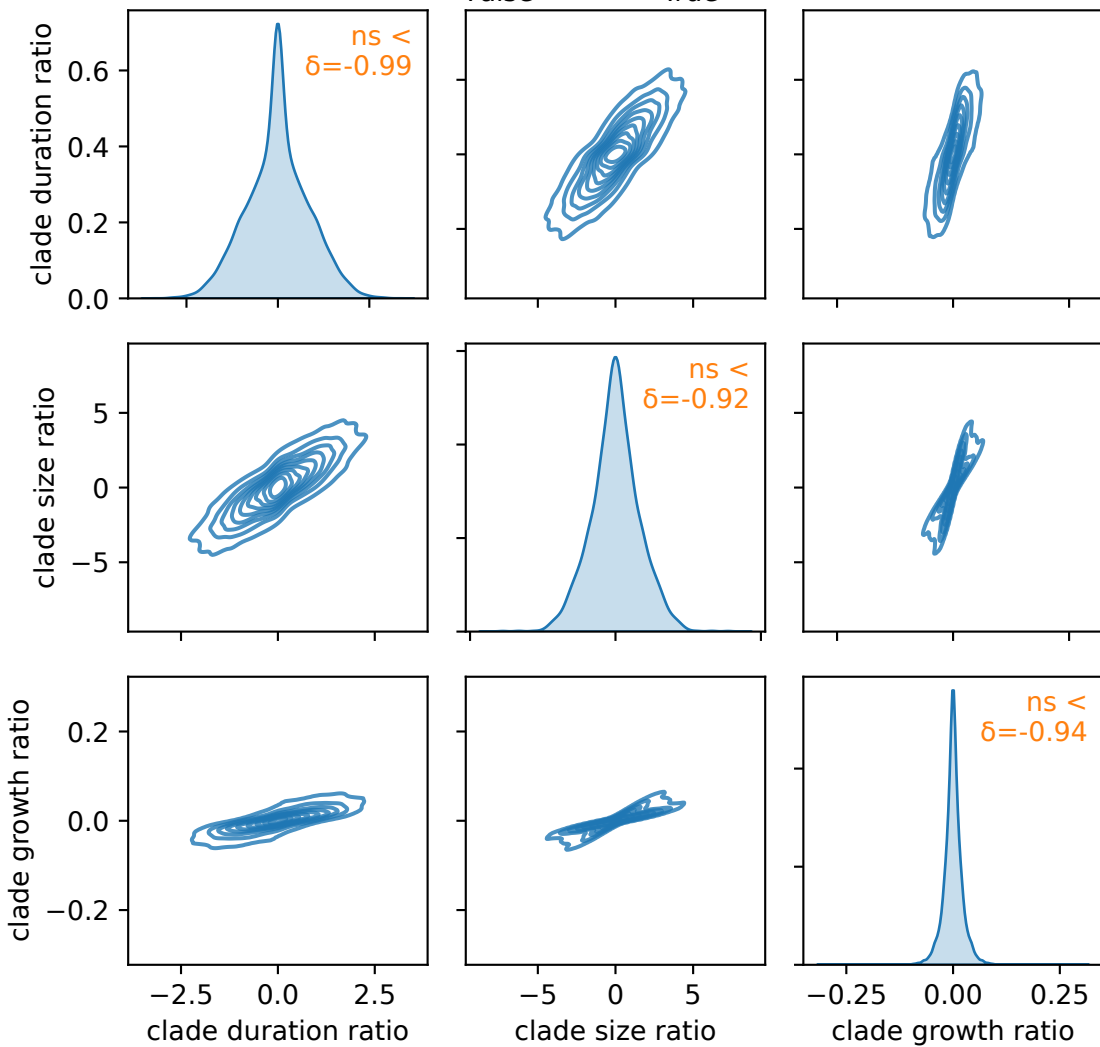 clade duration ratio
0.6
0.4
0.2
0.0
ns <
δ=-0.99
clade size ratio
5
0
−5
ns <
δ=-0.92
clade growth ratio
0.2
0.0
−0.2
ns <
δ=-0.94
−2.5 0.0 2.5
−5 0 5
−0.25 0.00 0.25
clade duration ratio
clade size ratio
clade growth ratio